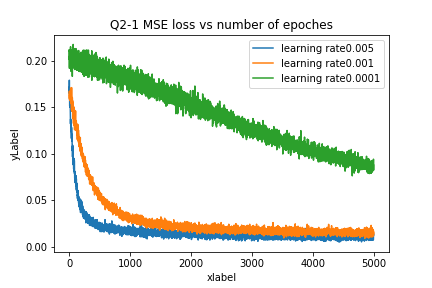 Q2-1 MSE loss vs number of epoches
learning rate0.005
learning rate0.001
learning rate0.0001
yLabel
0.20
0.15
0.10
0.05
0.00
0 1000 2000 3000 4000 5000
xlabel